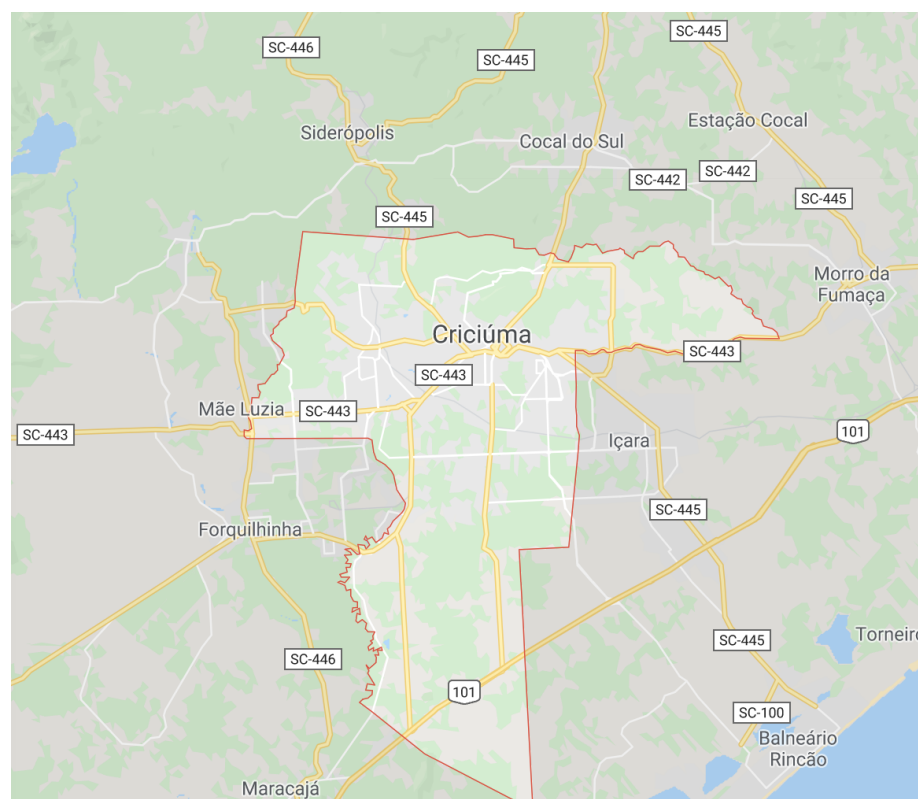 SC-445
SC-446
SC-445
Estação Cocal
Siderópolis
Cocal do Sul
SC-442
SC-442
SC-445
SC-445
Morro da
Fumaça
Criciúma
SC-443
SC-443
Mãe Luzia
SC-443
SC-443
101
Içara
SC-445
Forquilhinha
SC-445
Torneiro
SC-446
101
SC-100
Balneário
Rincão
Maracajá